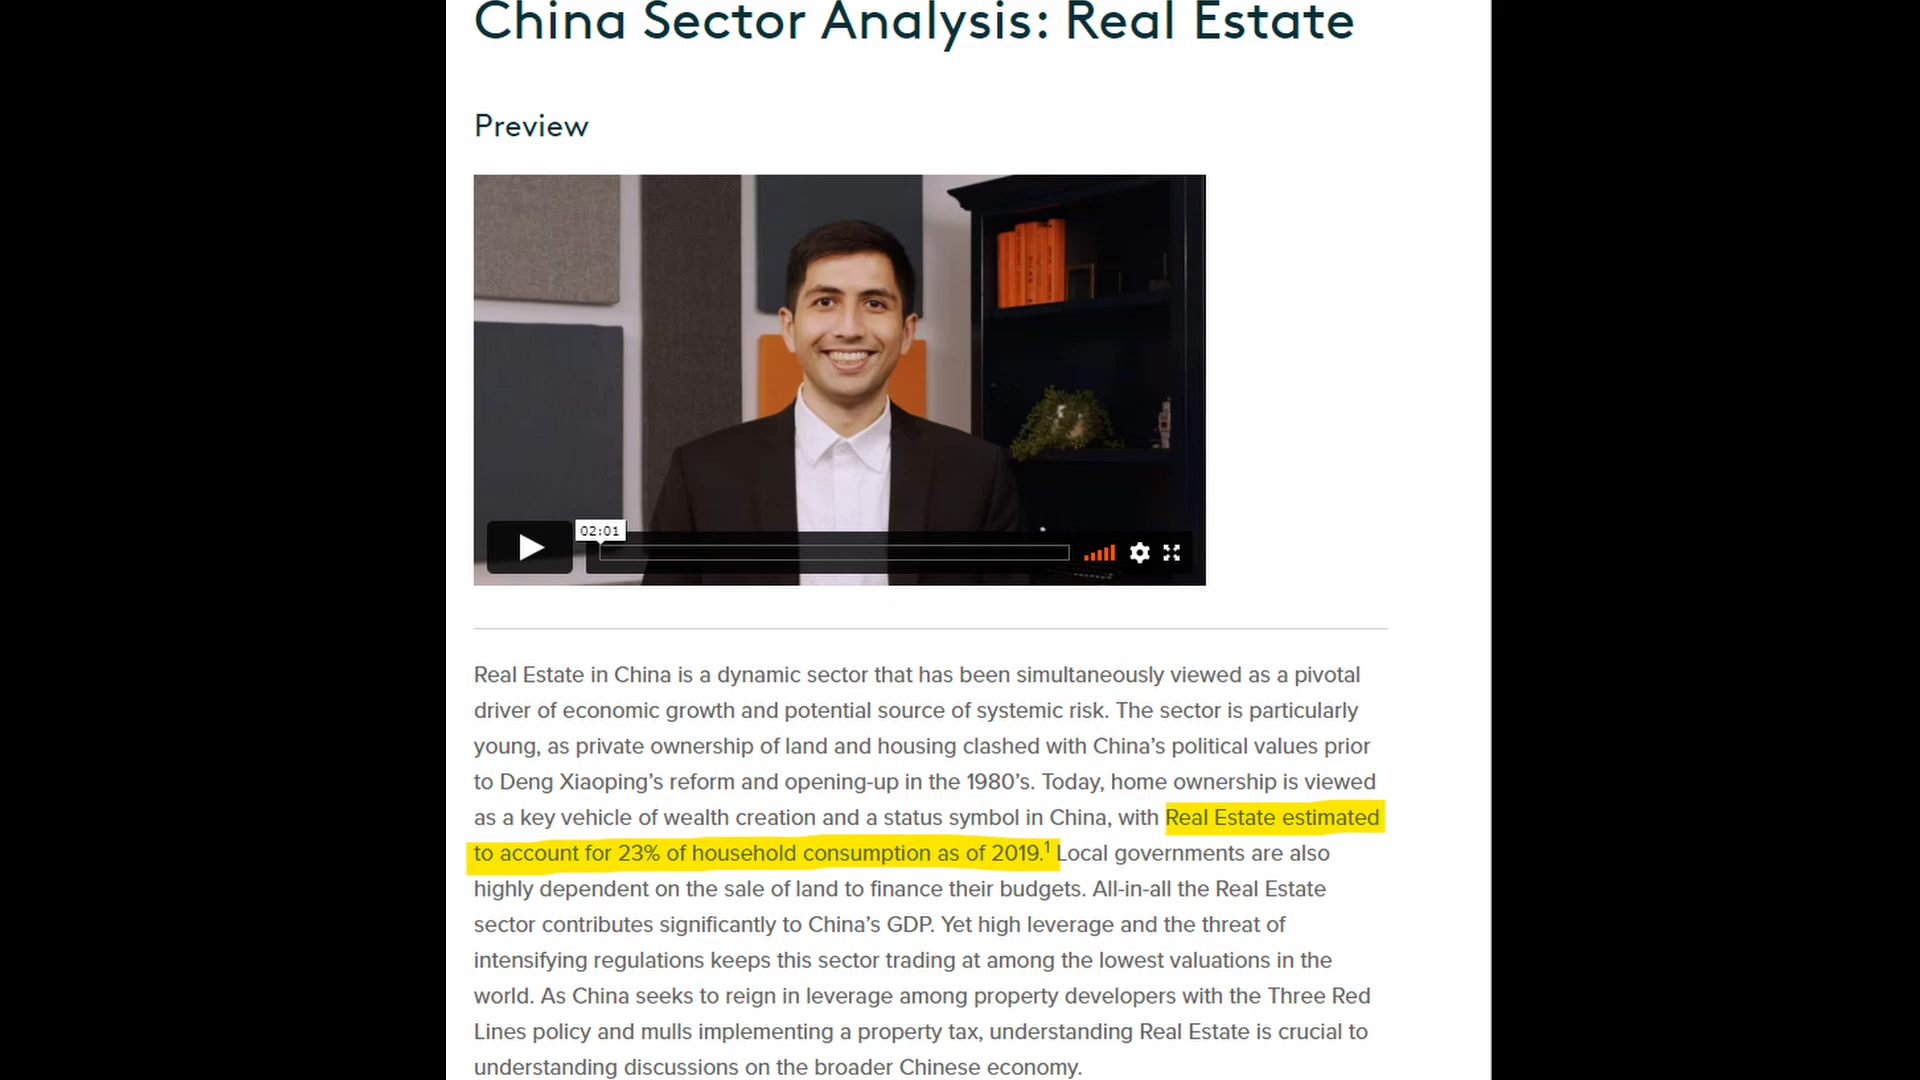 China Sector Analysis: Real Estate
Preview
02:01
Real Estate in China is a dynamic sector that has been simultaneously viewed as a pivotal
driver of economic growth and potential source of systemic risk. The sector is particularly
young, as private ownership of land and housing clashed with China’s political values prior
to Deng Xiaoping’s reform and opening-up in the 1980’s. Today, home ownership is viewed
as a key vehicle of wealth creation and a status symbol in China, with Real Estate estimated
to account for 23% of household consumption as of 2019.¹ Local governments are also
highly dependent on the sale of land to finance their budgets. All-in-all the Real Estate
sector contributes significantly to China’s GDP. Yet high leverage and the threat of
intensifying regulations keeps this sector trading at among the lowest valuations in the
world. As China seeks to reign in leverage among property developers with the Three Red
Lines policy and mulls implementing a property tax, understanding Real Estate is crucial to
understanding discussions on the broader Chinese economy.